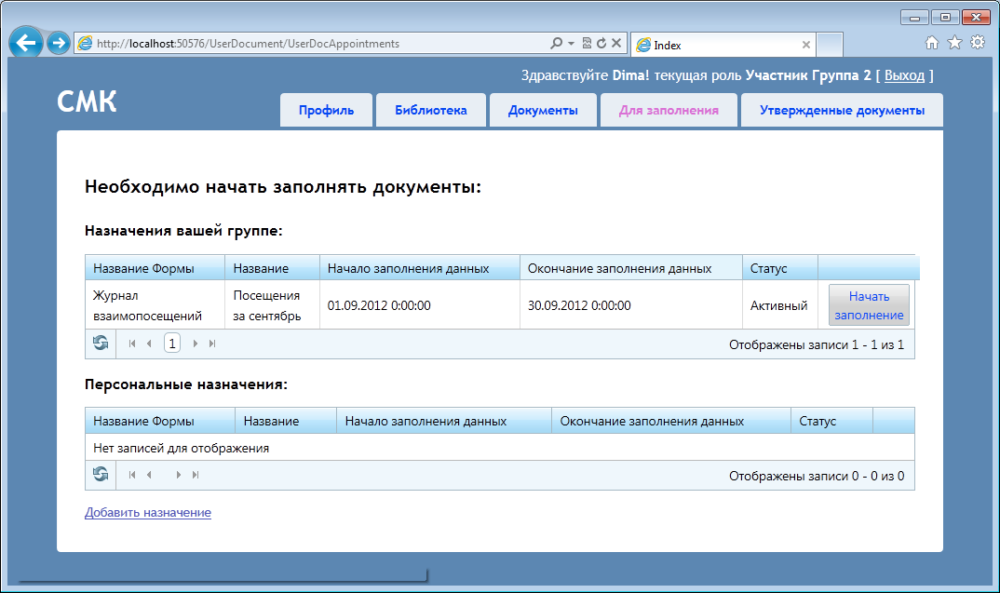 http://localhost:50576/UserDocument/UserDocAppointments
Index
Здравствуйте Dima! текущая роль Участник Группа 2 [ Выход ]
СМК
Профиль Библиотека Документы Для заполнения Утвержденные документы
Необходимо начать заполнять документы:
Назначения вашей группе:
Название Формы Название Начало заполнения данных Окончание заполнения данных Статус
Журнал взаимопосещений
Посещения за сентябрь
01.09.2012 0:00:00
30.09.2012 0:00:00
Активный
Начать заполнение
1
Отображены записи 1 - 1 из 1
Персональные назначения:
Название Формы Название Начало заполнения данных Окончание заполнения данных Статус
Нет записей для отображения
Отображены записи 0 - 0 из 0
Добавить назначение